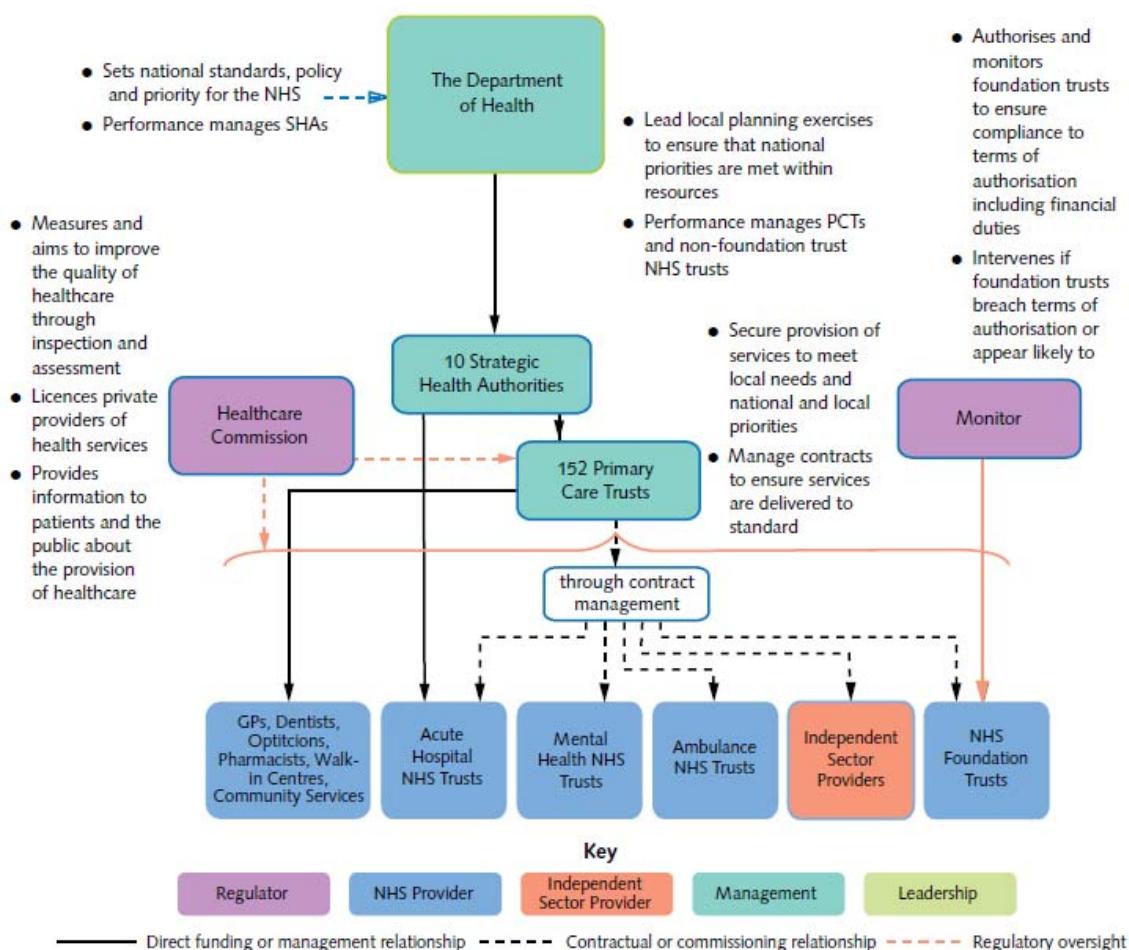 ● Sets national standards, policy
and priority for the NHS
● Performance manages SHAs
The Department
of Health
● Lead local planning exercises
to ensure that national
priorities are met within
resources
● Performance manages PCTs
and non-foundation trust
NHS trusts
● Authorises and
monitors
foundation trusts
to ensure
compliance to
terms of
authorisation
including financial
duties
● Intervenes if
foundation trusts
breach terms of
authorisation or
appear likely to
● Measures and
aims to improve
the quality of
healthcare
through
inspection and
assessment
● Licences private
providers of
health services
● Provides
information to
patients and the
public about
the provision
of healthcare
10 Strategic
Health Authorities
Healthcare
Commission
152 Primary
Care Trusts
● Secure provision of
services to meet
local needs and
national and local
priorities
● Manage contracts
to ensure services
are delivered to
standard
Monitor
through contract
management
GPs, Dentists,
Optitcions,
Pharmacists, Walk-
in Centres,
Community Services
Acute
Hospital
NHS Trusts
Mental
Health NHS
Trusts
Ambulance
NHS Trusts
Independent
Sector
Providers
NHS
Foundation
Trusts
Key
Regulator
NHS Provider
Independent
Sector Provider
Management
Leadership
Direct funding or management relationship
Contractual or commissioning relationship
Regulatory oversight